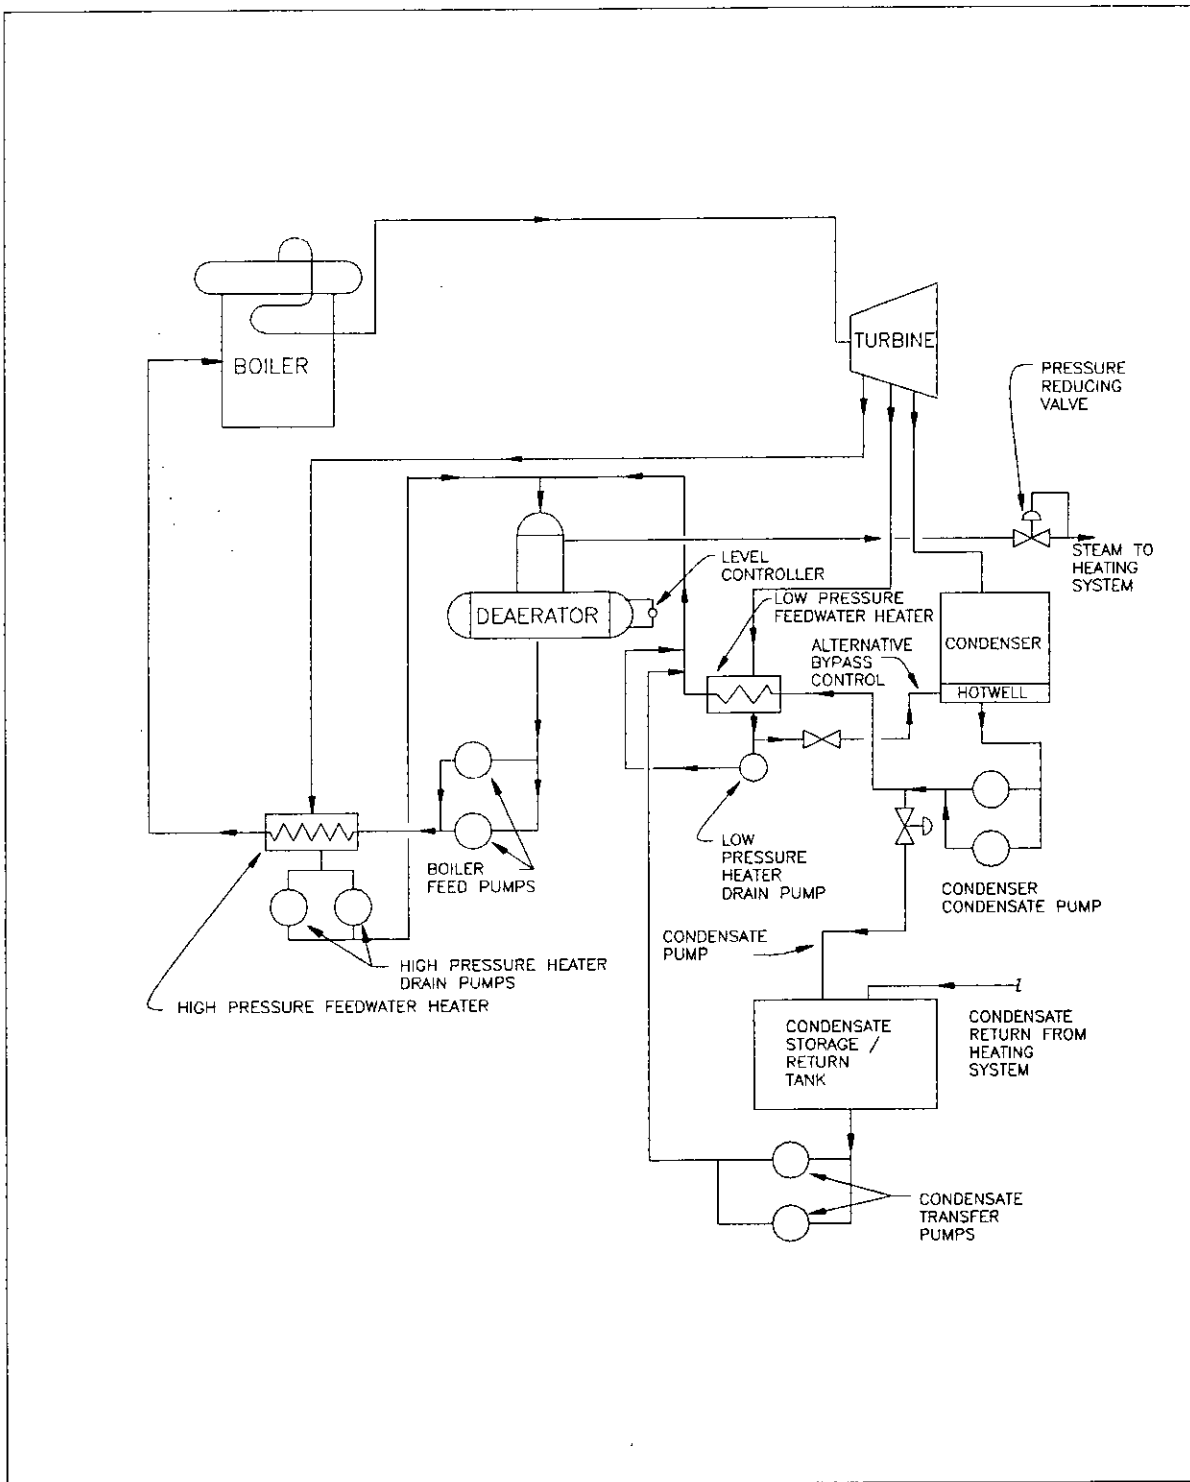 BOILER
TURBINE
PRESSURE
REDUCING
VALVE
STEAM TO
HEATING
SYSTEM
LEVEL
CONTROLLER
DEAERATOR
LOW PRESSURE
FEEDWATER HEATER
ALTERNATIVE
BYPASS
CONTROL
CONDENSER
HOTWELL
BOILER
FEED PUMPS
LOW
PRESSURE
HEATER
DRAIN PUMP
CONDENSER
CONDENSATE PUMP
CONDENSATE
PUMP
HIGH PRESSURE HEATER
DRAIN PUMPS
HIGH PRESSURE FEEDWATER HEATER
CONDENSATE
STORAGE /
RETURN
TANK
CONDENSATE
RETURN FROM
HEATING
SYSTEM
CONDENSATE
TRANSFER
PUMPS